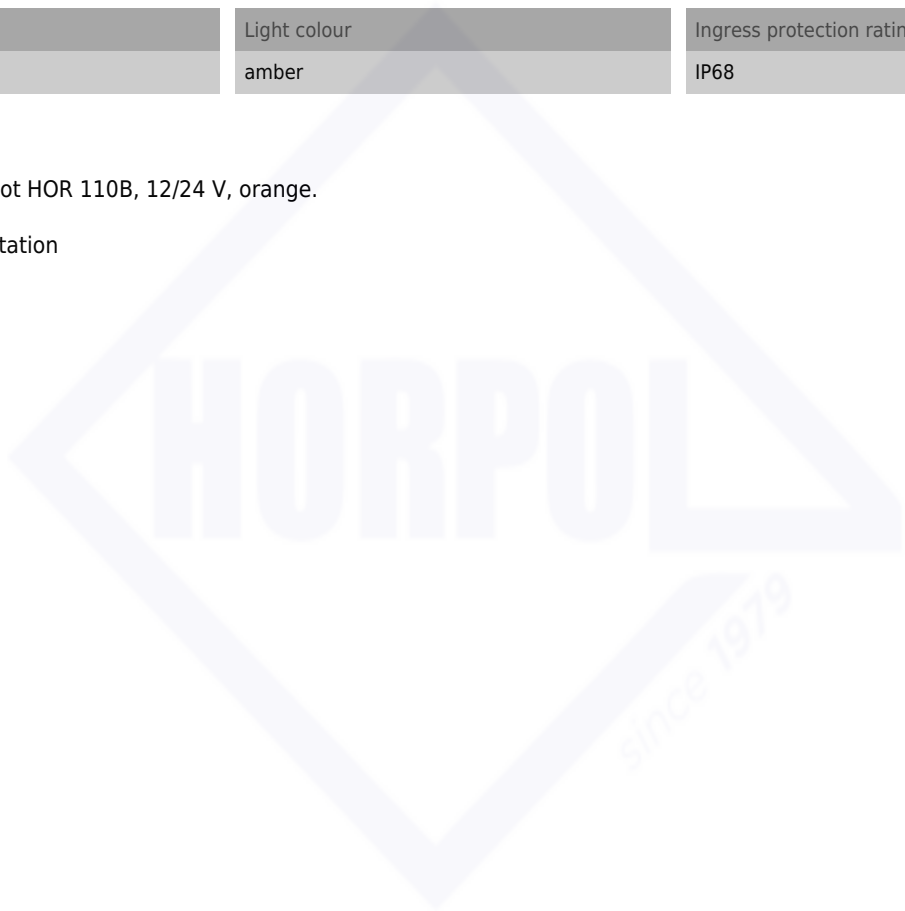 Light colour Ingress protection ratin
amber IP68
ot HOR 110B, 12/24 V, orange.
tation
HORPOL
since 1979